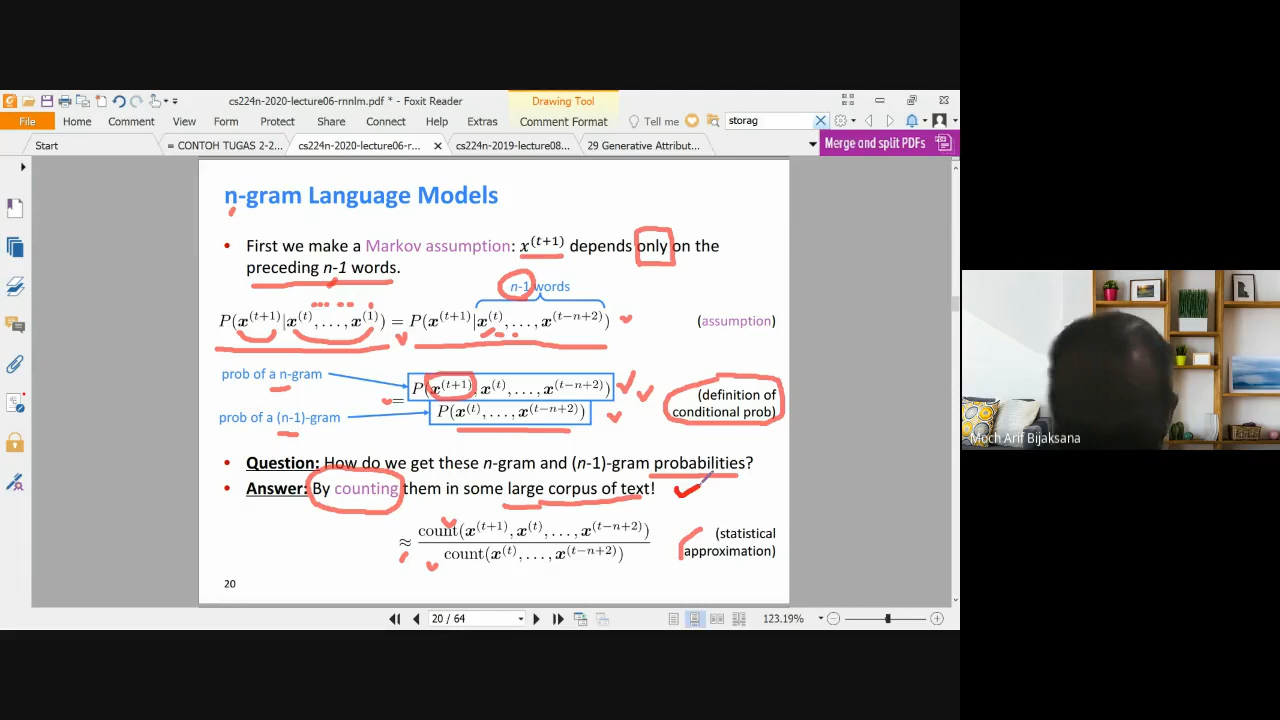 cs224n-2020-lecture06-rnnlm.pdf * - Foxit Reader
Drawing Tool
File Home Comment View Form Protect Share Connect Help Extras Comment Format Tell me storag
Start = CONTOH TUGAS 2-2... cs224n-2020-lecture06-r... cs224n-2019-lecture08... 29 Generative Attribut... Merge and split PDFs
n-gram Language Models
• First we make a Markov assumption: x^(t+1) depends only on the
preceding n-1 words.
n-1 words
P(x^(t+1)|x^(t), . . . , x^(1)) = P(x^(t+1)|x^(t), . . . , x^(t−n+2)) (assumption)
prob of a n-gram P(x^(t+1), x^(t), . . . , x^(t−n+2))
= (definition of
conditional prob)
prob of a (n-1)-gram P(x^(t), . . . , x^(t−n+2))
• Question: How do we get these n-gram and (n-1)-gram probabilities?
• Answer: By counting them in some large corpus of text!
≈ count(x^(t+1), x^(t), . . . , x^(t−n+2))
count(x^(t), . . . , x^(t−n+2))
(statistical
approximation)
20
20 / 64 123.19%
Moch Arif Bijaksana